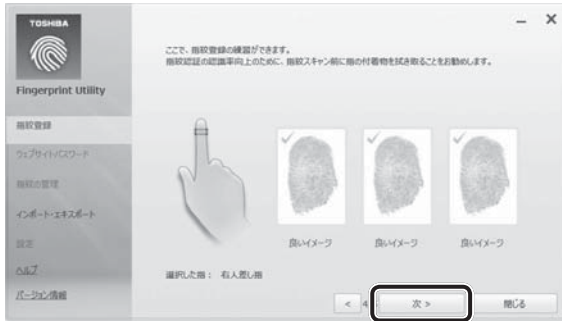 TOSHIBA
Fingerprint Utility
指紋登録
ウェブサイトパスワード
指紋の管理
インポート・エキスポート
設定
ヘルプ
バージョン情報
ここで、指紋登録の練習ができます。
指紋認証の認識率向上のために、指紋スキャン前に指の付着物を拭き取ることをお勧めします。
良いイメージ
良いイメージ
良いイメージ
選択した指： 右人差し指
< 4 次 > 閉じる